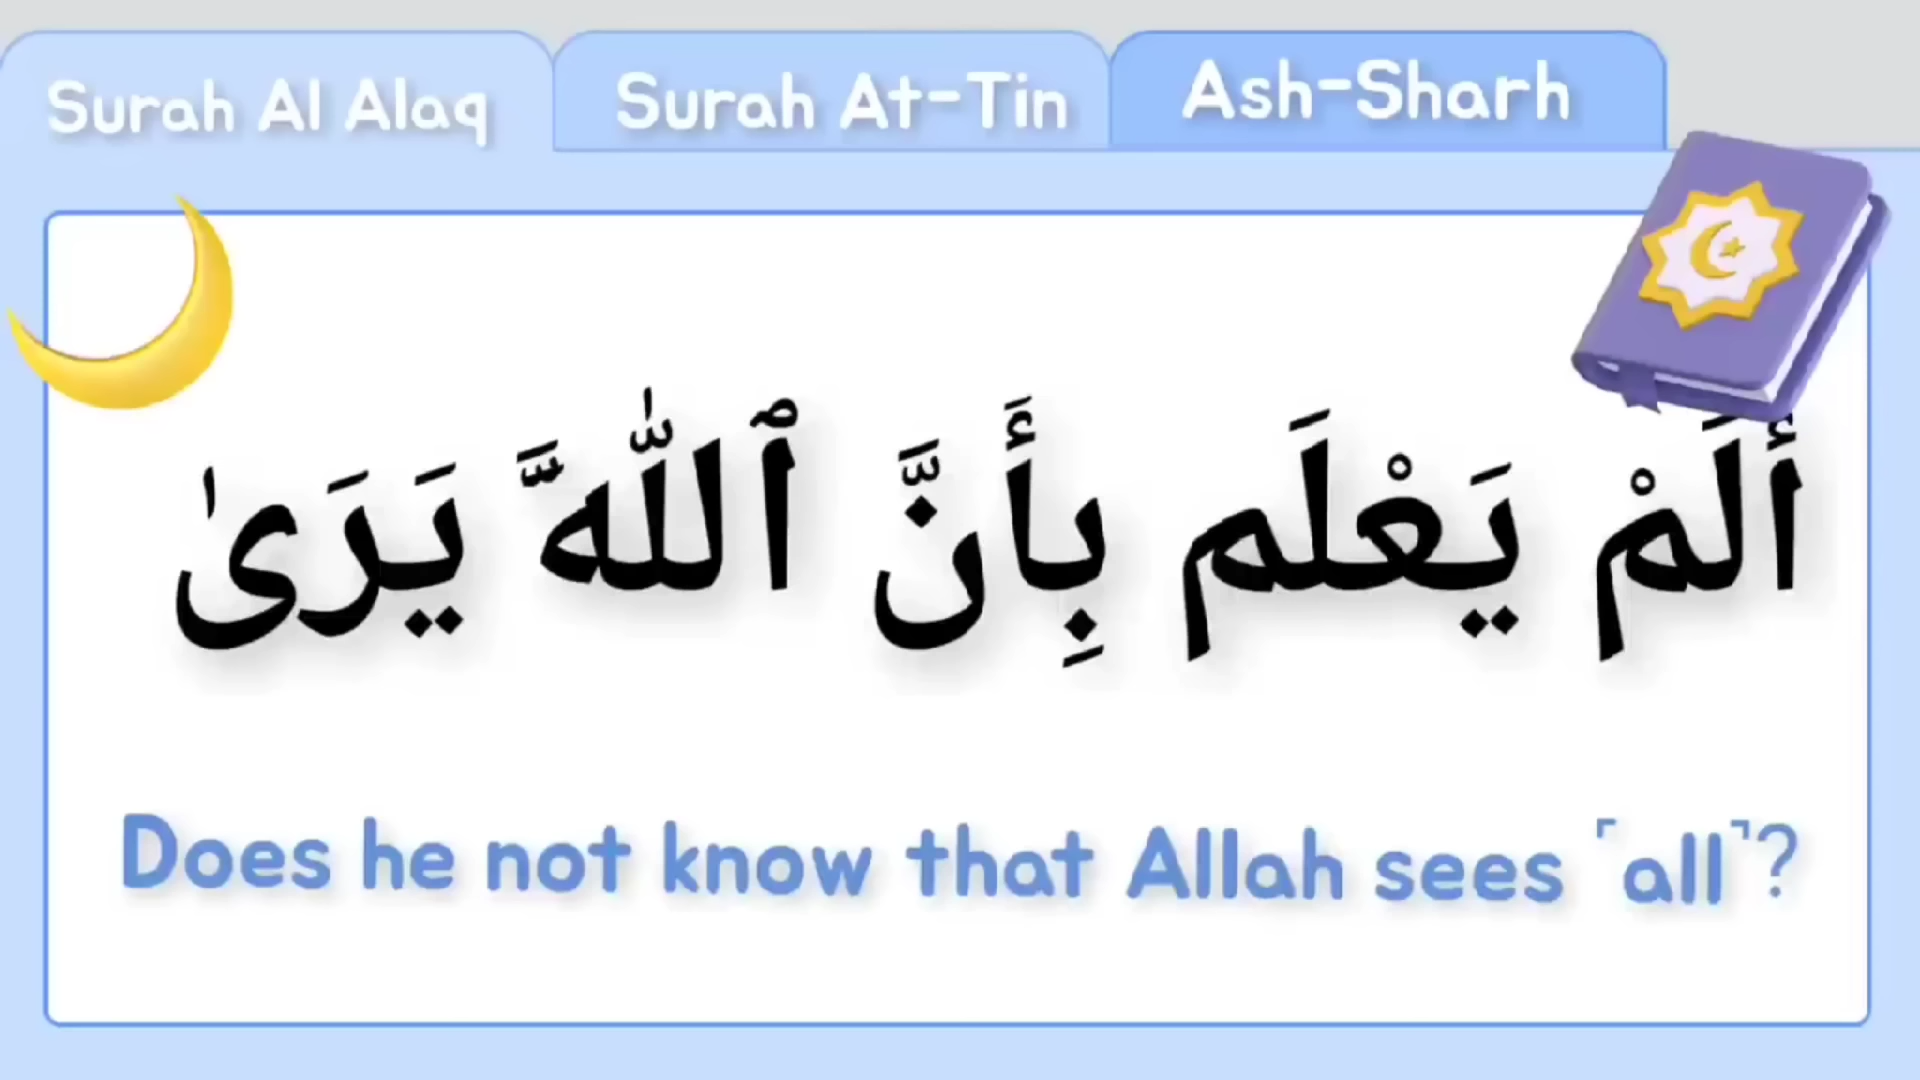 Surah Al Alaq
Surah At-Tin
Ash-Sharh
أَلَمْ يَعْلَم بِأَنَّ ٱللَّٰهَّ يَرَىٰ
Does he not know that Allah sees ˹all˺?